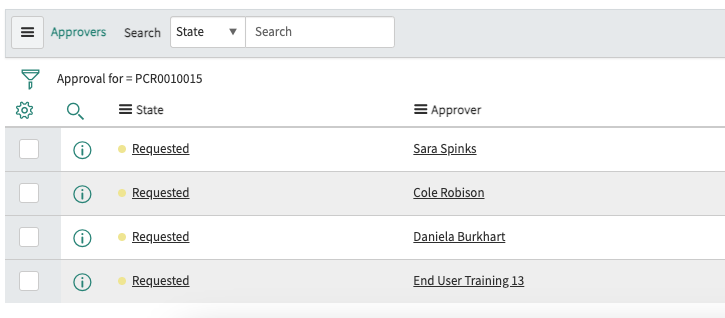 Approvers Search State Search
Approval for = PCR0010015
State Approver
Requested Sara Spinks
Requested Cole Robison
Requested Daniela Burkhart
Requested End User Training 13